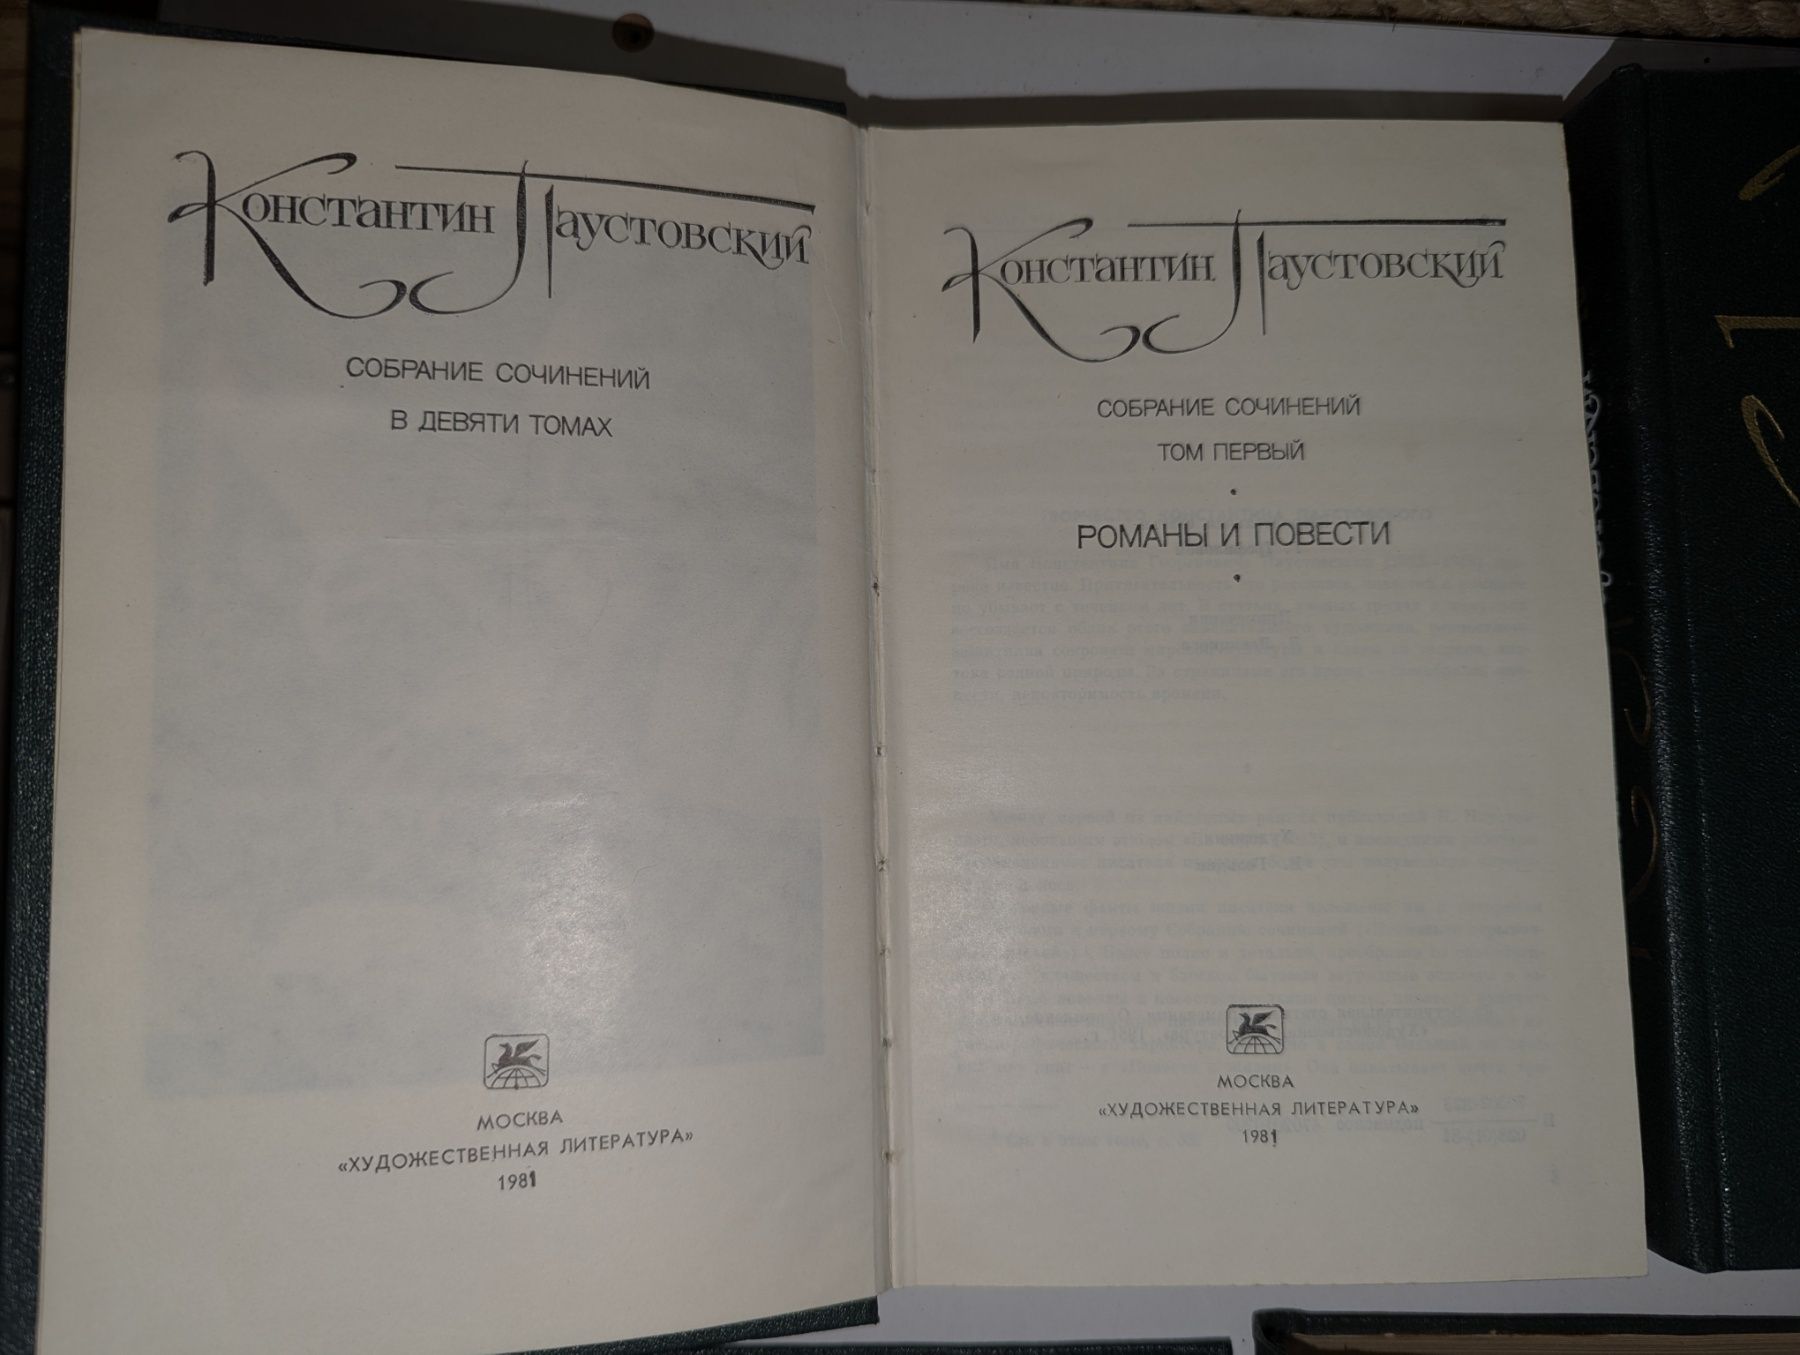 Константин Паустовский
СОБРАНИЕ СОЧИНЕНИЙ
В ДЕВЯТИ ТОМАХ
МОСКВА
«ХУДОЖЕСТВЕННАЯ ЛИТЕРАТУРА»
1981
Константин Паустовский
СОБРАНИЕ СОЧИНЕНИЙ
ТОМ ПЕРВЫЙ
РОМАНЫ И ПОВЕСТИ
МОСКВА
«ХУДОЖЕСТВЕННАЯ ЛИТЕРАТУРА»
1981